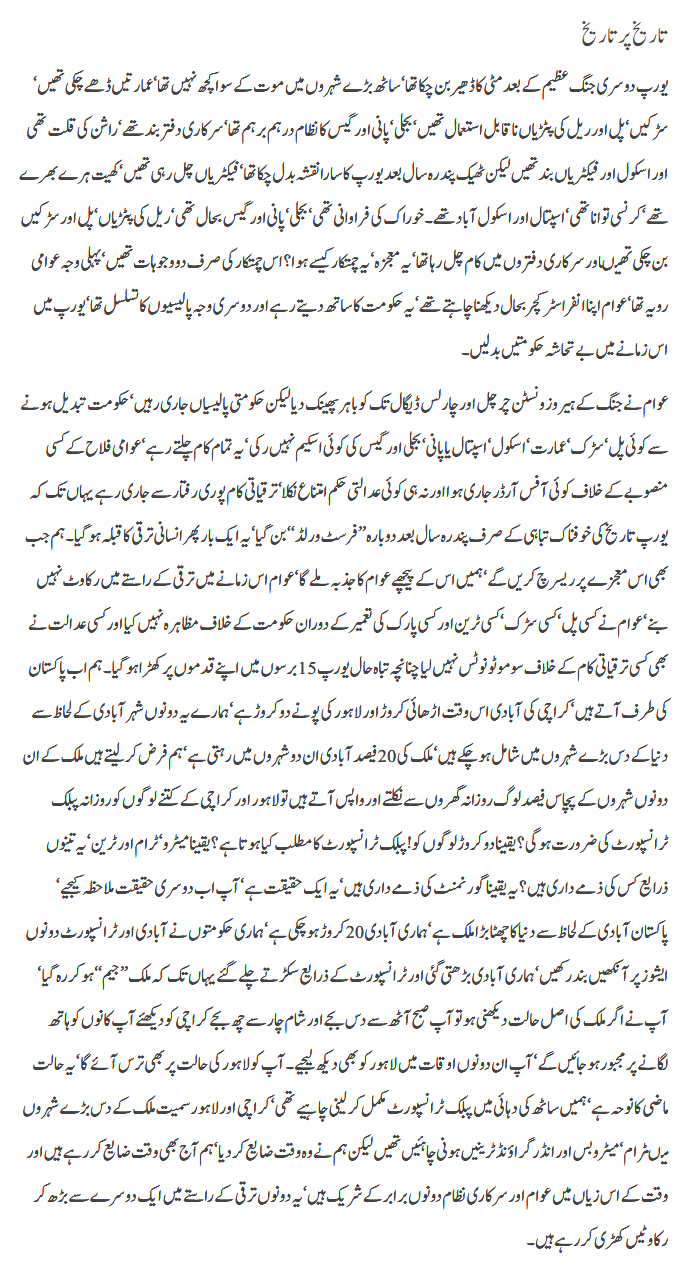 تاریخ پر تاریخ
یورپ دوسری جنگ عظیم کے بعد مٹی کا ڈھیر بن چکا تھا‘ ساٹھ بڑے شہروں میں موت کے سوا کچھ نہیں تھا‘ عمارتیں ڈھے چکی تھیں‘
سڑکیں‘ پل اور ریل کی پٹڑیاں ناقابل استعمال تھیں‘ بجلی‘ پانی اور گیس کا نظام درہم برہم تھا‘ سرکاری دفتر بند تھے‘ راشن کی قلت تھی
اور اسکول اور فیکٹریاں بند تھیں لیکن ٹھیک پندرہ سال بعد یورپ کا سارا نقشہ بدل چکا تھا‘ فیکٹریاں چل رہی تھیں‘ کھیت ہرے بھرے
تھے‘ کرنسی توانا تھی‘ اسپتال اور اسکول آباد تھے۔ خوراک کی فراوانی تھی‘ بجلی‘ پانی اور گیس بحال تھی‘ ریل کی پٹڑیاں‘ پل اور سڑکیں
بن چکی تھیںاور سرکاری دفتروں میں کام چل رہا تھا‘ یہ معجزہ‘ یہ چمتکار کیسے ہوا؟ اس چمتکار کی صرف دو وجوہات تھیں‘ پہلی وجہ عوامی
رویہ تھا‘ عوام اپنا انفراسٹرکچر بحال دیکھنا چاہتے تھے‘ یہ حکومت کا ساتھ دیتے رہے اور دوسری وجہ پالیسیوں کا تسلسل تھا‘ یورپ میں
اس زمانے میں بے تحاشہ حکومتیں بدلیں۔
عوام نے جنگ کے ہیروز ونسٹن چرچل اور چارلس ڈیگال تک کو باہر پھینک دیا لیکن حکومتی پالیسیاں جاری رہیں‘ حکومت تبدیل ہونے
سے کوئی پل‘ سڑک‘ عمارت‘ اسکول‘ اسپتال یا پانی‘ بجلی اور گیس کی کوئی اسکیم نہیں رکی‘ یہ تمام کام چلتے رہے‘ عوامی فلاح کے کسی
منصوبے کے خلاف کوئی آفس آرڈر جاری ہوا اور نہ ہی کوئی عدالتی حکم امتناع نکلا‘ ترقیاتی کام پوری رفتار سے جاری رہے یہاں تک کہ
یورپ تاریخ کی خوفناک تباہی کے صرف پندرہ سال بعد دوبارہ ’’فرسٹ ورلڈ‘‘ بن گیا‘ یہ ایک بار پھر انسانی ترقی کا قبلہ ہو گیا۔ ہم جب
بھی اس معجزے پر ریسرچ کریں گے‘ ہمیں اس کے پیچھے عوام کا جذبہ ملے گا‘ عوام اس زمانے میں ترقی کے راستے میں رکاوٹ نہیں
بنے‘ عوام نے کسی پل‘ کسی سڑک‘ کسی ٹرین اور کسی پارک کی تعمیر کے دوران حکومت کے خلاف مظاہرہ نہیں کیا اور کسی عدالت نے
بھی کسی ترقیاتی کام کے خلاف سوموٹو نوٹس نہیں لیا چنانچہ تباہ حال یورپ 15 برسوں میں اپنے قدموں پر کھڑا ہو گیا۔ ہم اب پاکستان
کی طرف آتے ہیں‘ کراچی کی آبادی اس وقت اڑھائی کروڑ اور لاہور کی پونے دو کروڑ ہے‘ ہمارے یہ دونوں شہر آبادی کے لحاظ سے
دنیا کے دس بڑے شہروں میں شامل ہو چکے ہیں‘ ملک کی 20 فیصد آبادی ان دو شہروں میں رہتی ہے‘ ہم فرض کر لیتے ہیں ملک کے ان
دونوں شہروں کے پچاس فیصد لوگ روزانہ گھروں سے نکلتے اور واپس آتے ہیں تو لاہور اور کراچی کے کتنے لوگوں کو روزانہ پبلک
ٹرانسپورٹ کی ضرورت ہو گی؟ یقینا دو کروڑ لوگوں کو! پبلک ٹرانسپورٹ کا مطلب کیا ہوتا ہے؟ یقینا میٹرو‘ ٹرام اور ٹرین‘ یہ تینوں
ذرایع کس کی ذمے داری ہیں؟ یہ یقینا گورنمنٹ کی ذمے داری ہیں‘ یہ ایک حقیقت ہے‘ آپ اب دوسری حقیقت ملاحظہ کیجیے‘
پاکستان آبادی کے لحاظ سے دنیا کا چھٹا بڑا ملک ہے‘ ہماری آبادی 20 کروڑ ہو چکی ہے‘ ہماری حکومتوں نے آبادی اور ٹرانسپورٹ دونوں
ایشوز پر آنکھیں بند رکھیں‘ ہماری آبادی بڑھتی گئی اور ٹرانسپورٹ کے ذرایع سکڑتے چلے گئے یہاں تک کہ ملک ’’جیم‘‘ ہو کر رہ گیا‘
آپ نے اگر ملک کی اصل حالت دیکھنی ہو تو آپ صبح آٹھ سے دس بجے اور شام چار سے چھ بجے کراچی کو دیکھئے آپ کانوں کو ہاتھ
لگانے پر مجبور ہو جائیں گے‘ آپ ان دونوں اوقات میں لاہور کو بھی دیکھ لیجیے۔ آپ کو لاہور کی حالت پر بھی ترس آئے گا‘ یہ حالت
ماضی کا نوحہ ہے‘ ہمیں ساٹھ کی دہائی میں پبلک ٹرانسپورٹ مکمل کر لینی چاہیے تھی‘ کراچی اور لاہور سمیت ملک کے دس بڑے شہروں
میںٹرام‘ میٹرو بس اور انڈر گراؤنڈ ٹرینیں ہونی چاہئیں تھیں لیکن ہم نے وہ وقت ضایع کر دیا‘ ہم آج بھی وقت ضایع کر رہے ہیں اور
وقت کے اس زیاں میں عوام اور سرکاری نظام دونوں برابر کے شریک ہیں‘ یہ دونوں ترقی کے راستے میں ایک دوسرے سے بڑھ کر
رکاوٹیں کھڑی کر رہے ہیں۔